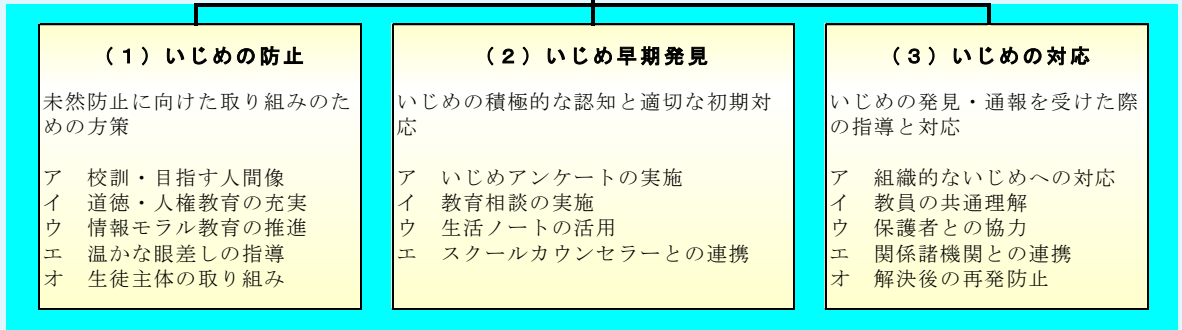 （１）いじめの防止
未然防止に向けた取り組みのた
めの方策
ア　校訓・目指す人間像
イ　道徳・人権教育の充実
ウ　情報モラル教育の推進
エ　温かな眼差しの指導
オ　生徒主体の取り組み
（２）いじめ早期発見
いじめの積極的な認知と適切な初期対
応
ア　いじめアンケートの実施
イ　教育相談の実施
ウ　生活ノートの活用
エ　スクールカウンセラーとの連携
（３）いじめの対応
いじめの発見・通報を受けた際
の指導と対応
ア　組織的ないじめへの対応
イ　教員の共通理解
ウ　保護者との協力
エ　関係諸機関との連携
オ　解決後の再発防止